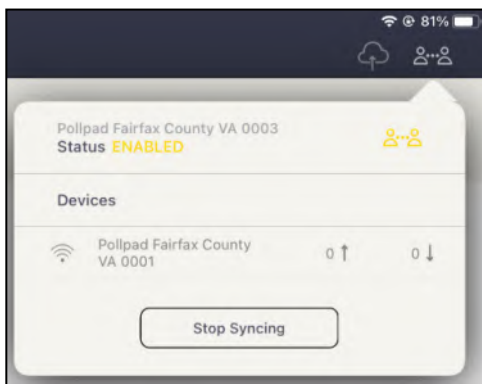 81%
Pollpad Fairfax County VA 0003
Status ENABLED
Devices
Pollpad Fairfax County
VA 0001
0↑ 0↓
Stop Syncing